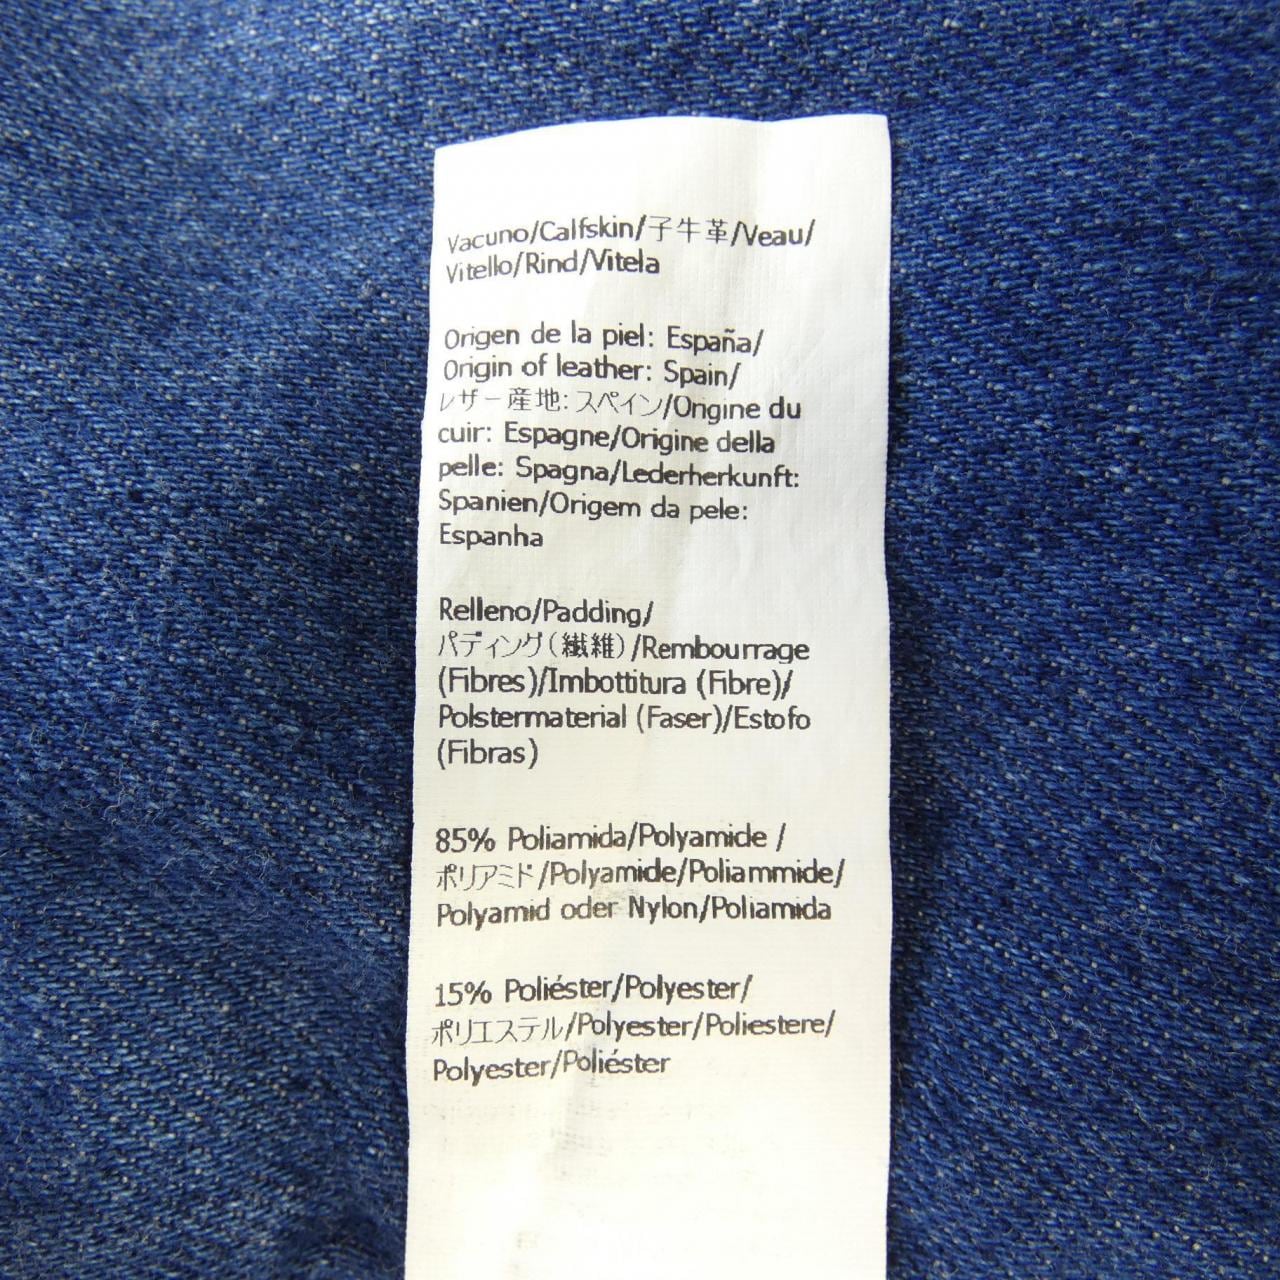 Vacuno/Calfskin/子牛革/Veau/
Vitello/Rind/Vitela
Origen de la piel: España/
Origin of leather: Spain/
レザー産地: スペイン/Origine du
cuir: Espagne/Origine della
pelle: Spagna/Lederherkunft:
Spanien/Origem da pele:
Espanha
Relleno/Padding/
パディング(繊維)/Rembourrage
(Fibres)/Imbottitura (Fibre)/
Polstermaterial (Faser)/Estofo
(Fibras)
85% Poliamida/Polyamide /
ポリアミド/Polyamide/Poliammide/
Polyamid oder Nylon/Poliamida
15% Poliéster/Polyester/
ポリエステル/Polyester/Poliestere/
Polyester/Poliéster